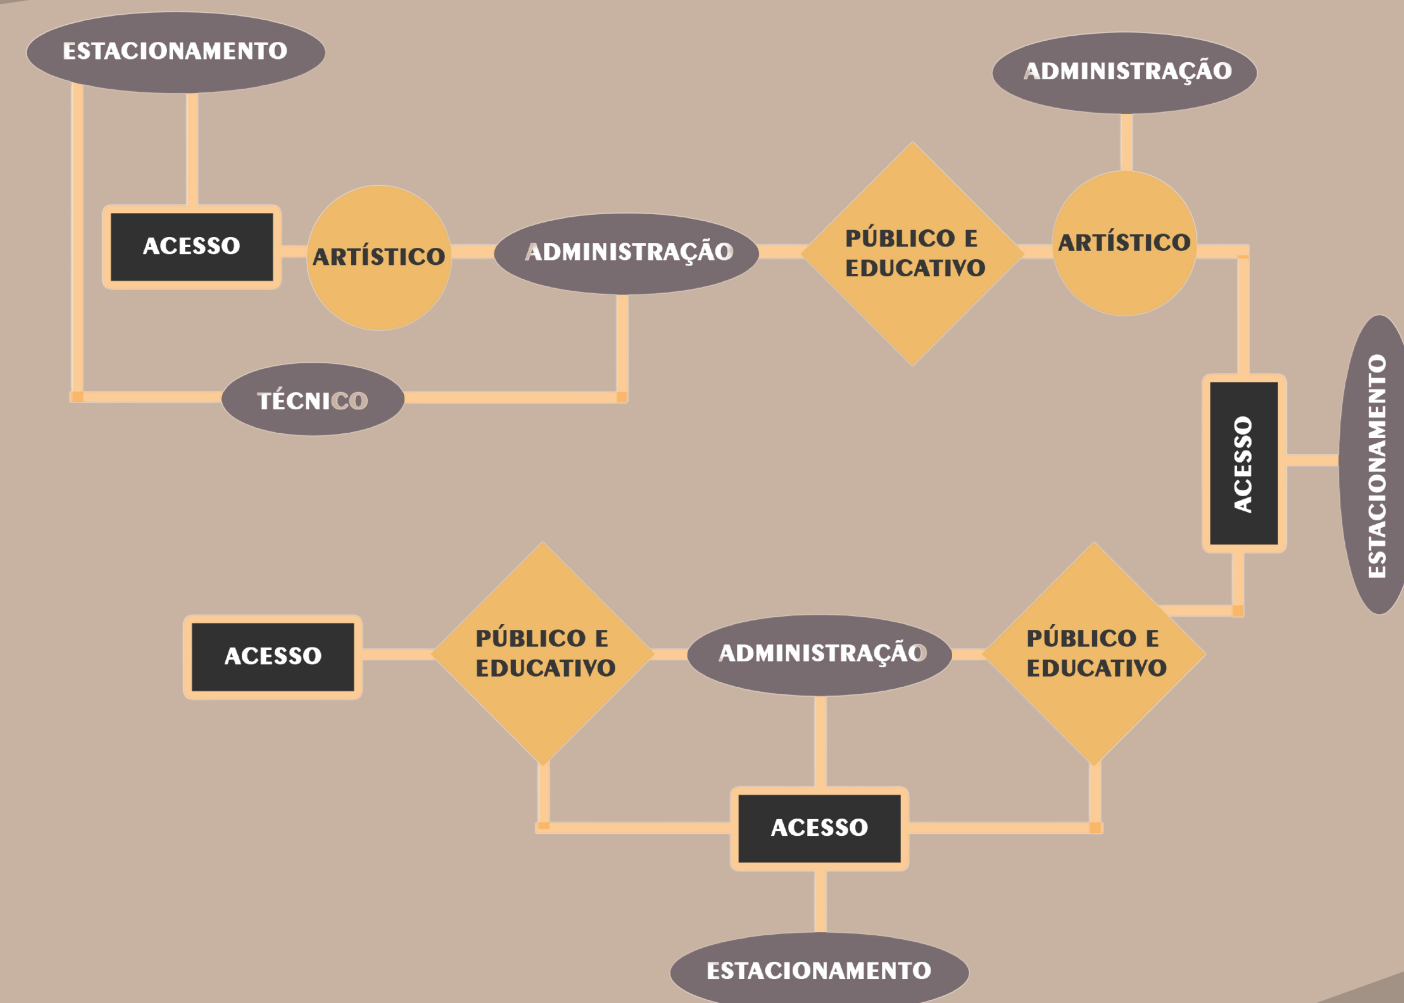 ESTACIONAMENTO
ADMINISTRAÇÃO
ACESSO
ARTÍSTICO
ADMINISTRAÇÃO
PÚBLICO E
EDUCATIVO
ARTÍSTICO
TÉCNICO
ACESSO
ESTACIONAMENTO
ACESSO
PÚBLICO E
EDUCATIVO
ADMINISTRAÇÃO
PÚBLICO E
EDUCATIVO
ACESSO
ESTACIONAMENTO